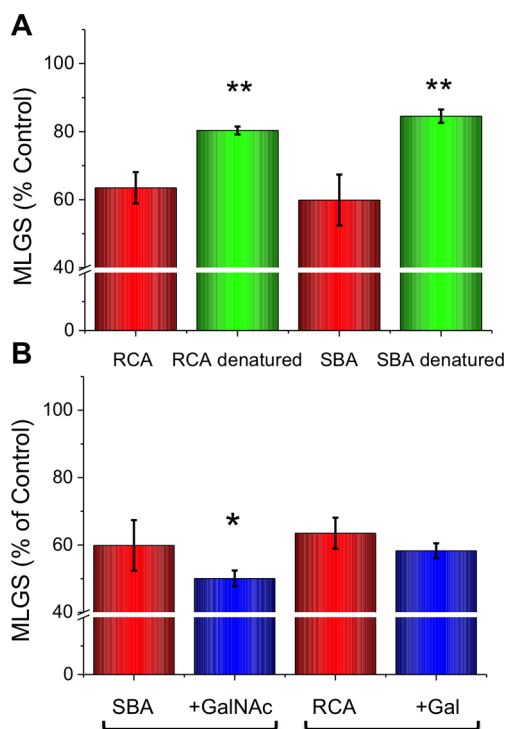 A
MLGS (% Control)
100
80
60
40
0
**
**
RCA RCA denatured SBA SBA denatured
B
MLGS (% of Control)
100
80
60
40
0
*
SBA +GalNAc RCA +Gal